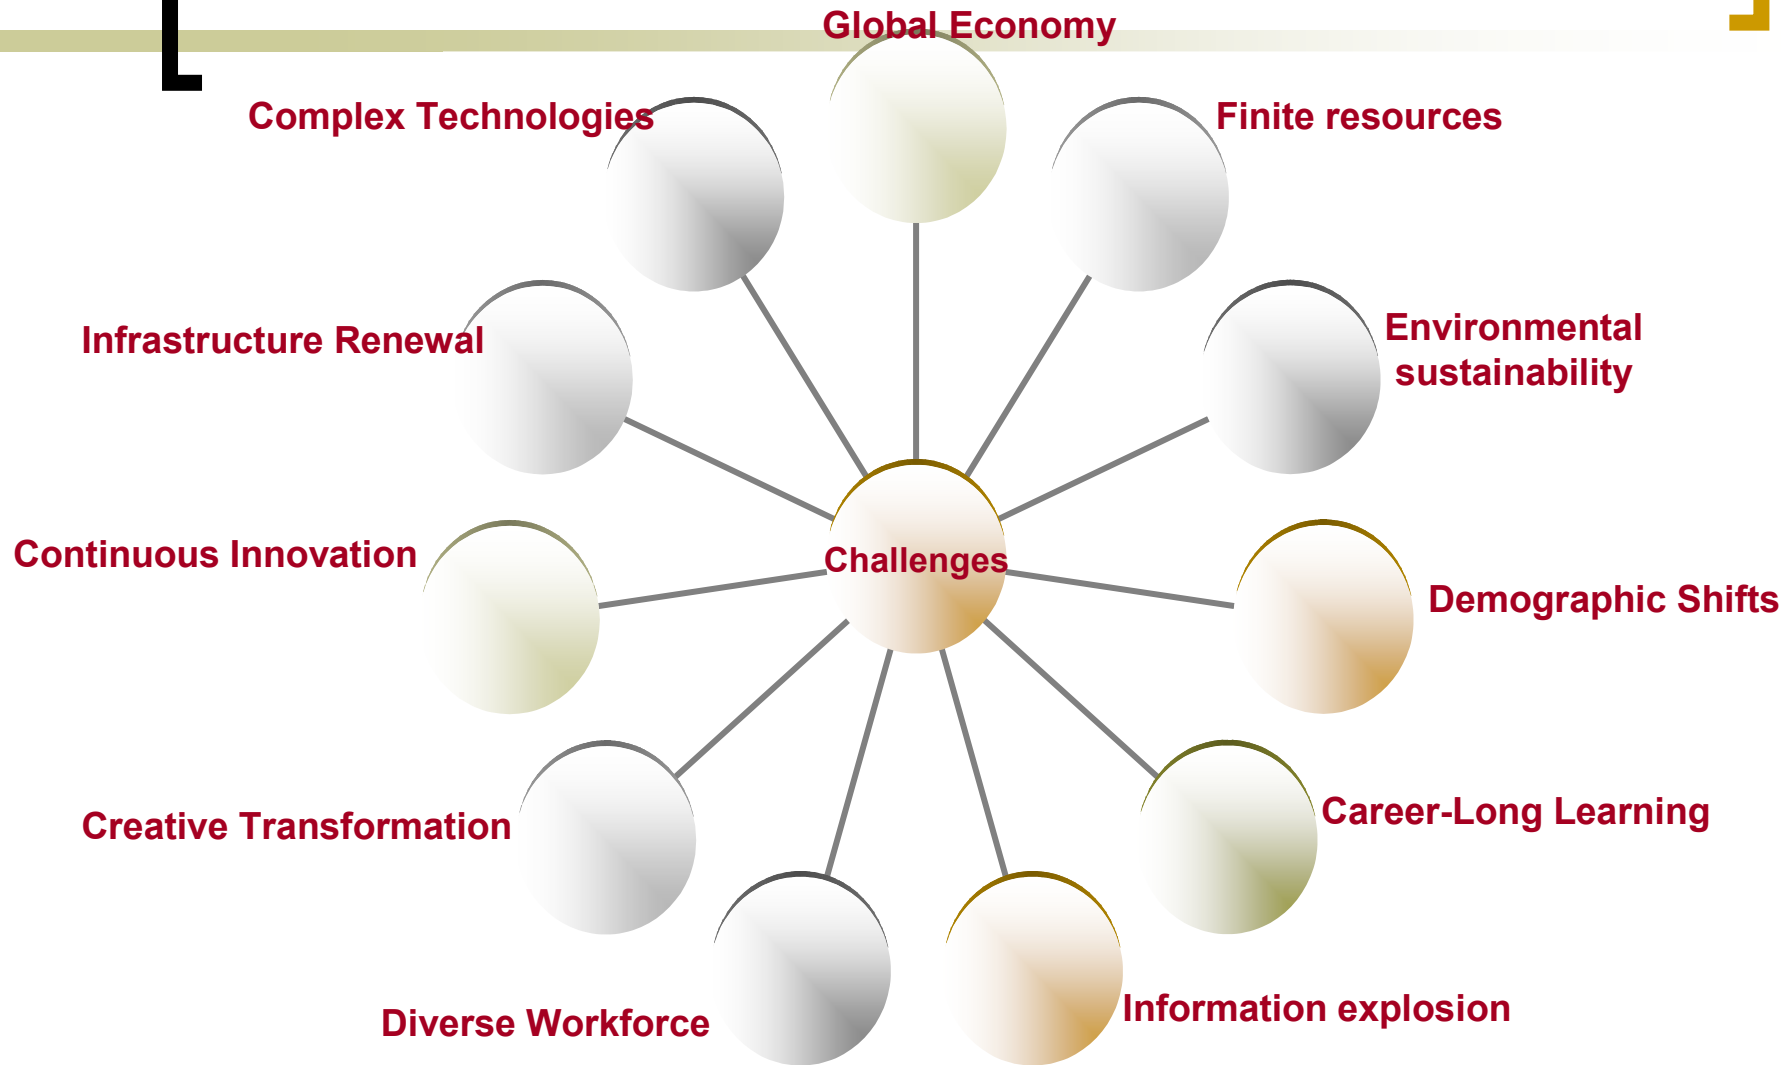 Global Economy
Complex Technologies
Finite resources
Infrastructure Renewal
Environmental
sustainability
Continuous Innovation
Challenges
Demographic Shifts
Creative Transformation
Career-Long Learning
Diverse Workforce
Information explosion